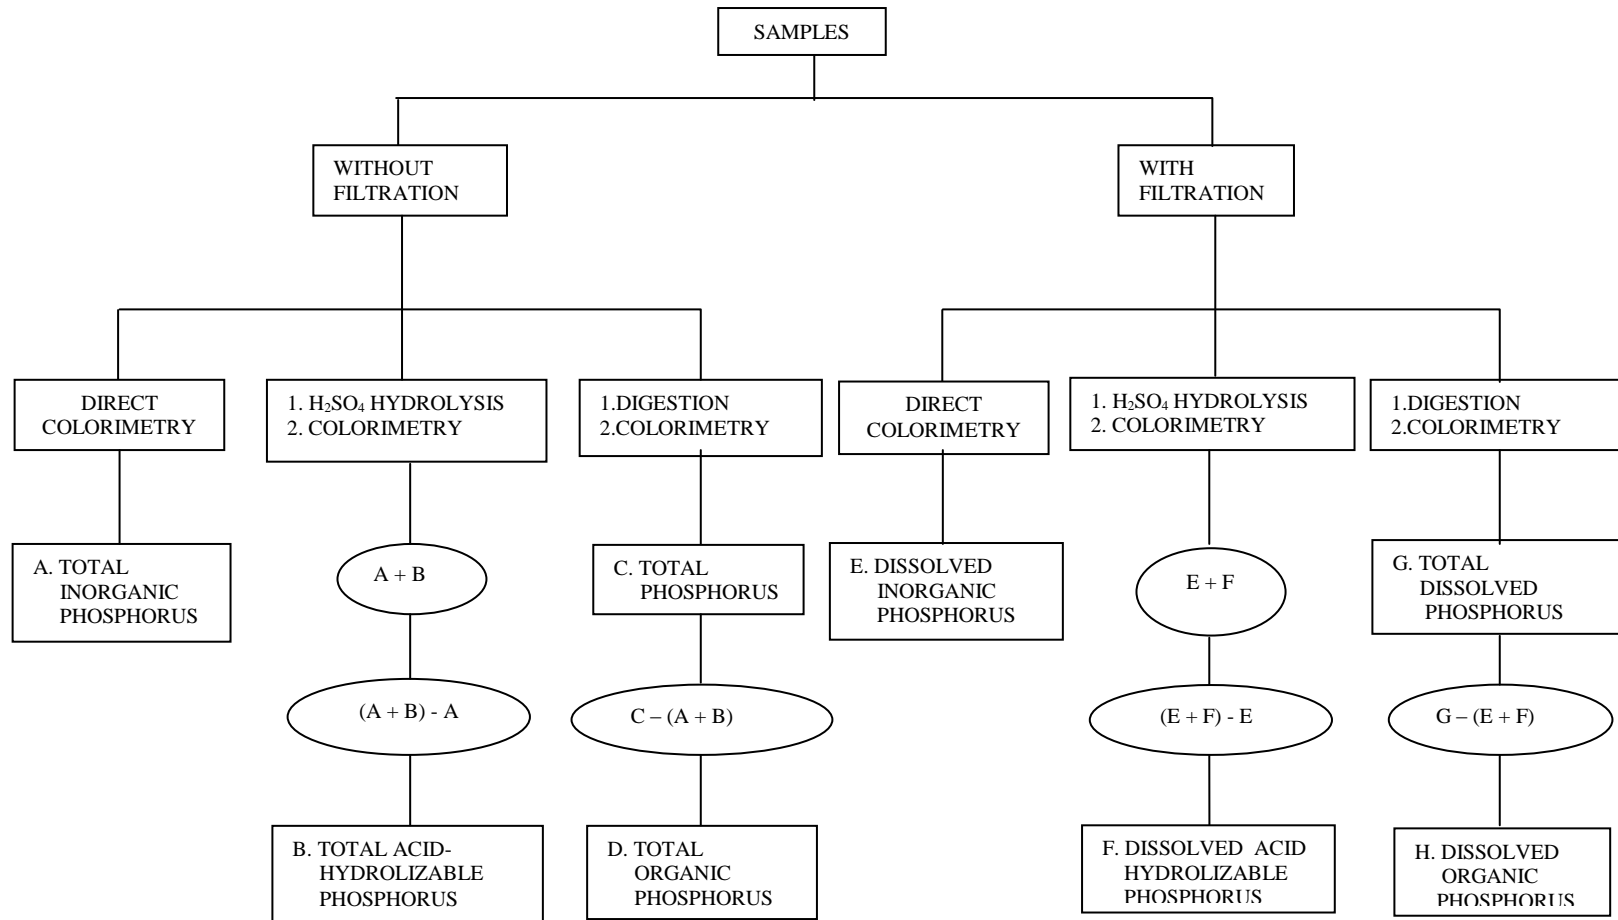 SAMPLES
WITHOUT
FILTRATION
WITH
FILTRATION
DIRECT
COLORIMETRY
1. H₂SO₄ HYDROLYSIS
2. COLORIMETRY
1.DIGESTION
2.COLORIMETRY
DIRECT
COLORIMETRY
1. H₂SO₄ HYDROLYSIS
2. COLORIMETRY
1.DIGESTION
2.COLORIMETRY
A. TOTAL
INORGANIC
PHOSPHORUS
A + B
C. TOTAL
PHOSPHORUS
E. DISSOLVED
INORGANIC
PHOSPHORUS
E + F
G. TOTAL
DISSOLVED
PHOSPHORUS
(A + B) - A
C – (A + B)
(E + F) - E
G – (E + F)
B. TOTAL ACID-
HYDROLIZABLE
PHOSPHORUS
D. TOTAL
ORGANIC
PHOSPHORUS
F. DISSOLVED ACID
HYDROLIZABLE
PHOSPHORUS
H. DISSOLVED
ORGANIC
PHOSPHORUS